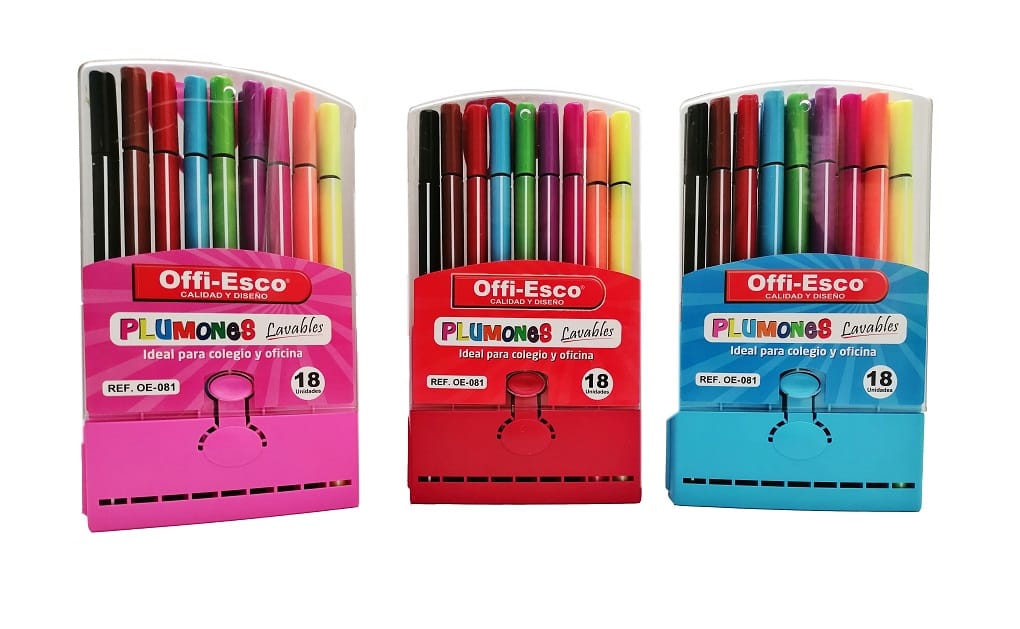 Offi-Esco®
CALIDAD Y DISEÑO
PLUMONES Lavables
Ideal para colegio y oficina
REF. OE-081
18
Unidades
Offi-Esco®
CALIDAD Y DISEÑO
PLUMONES Lavables
Ideal para colegio y oficina
REF. OE-081
18
Unidades
Offi-Esco®
CALIDAD Y DISEÑO
PLUMONES Lavables
Ideal para colegio y oficina
REF. OE-081
18
Unidades